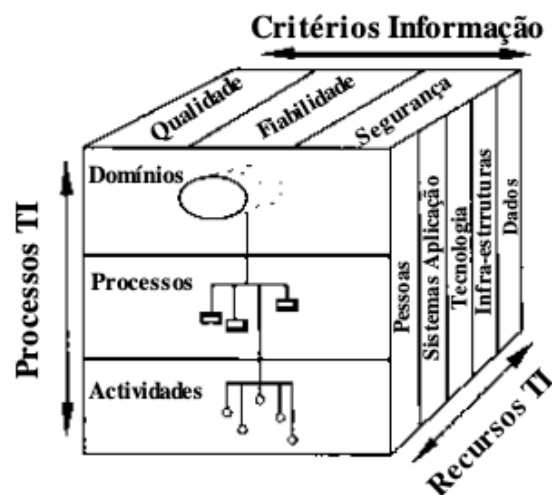 Critérios Informação
Qualidade
Fiabilidade
Segurança
Processos TI
Domínios
Processos
Actividades
Pessoas
Sistemas Aplicação
Tecnologia
Infra-estrruturas
Dados
Recursos TI